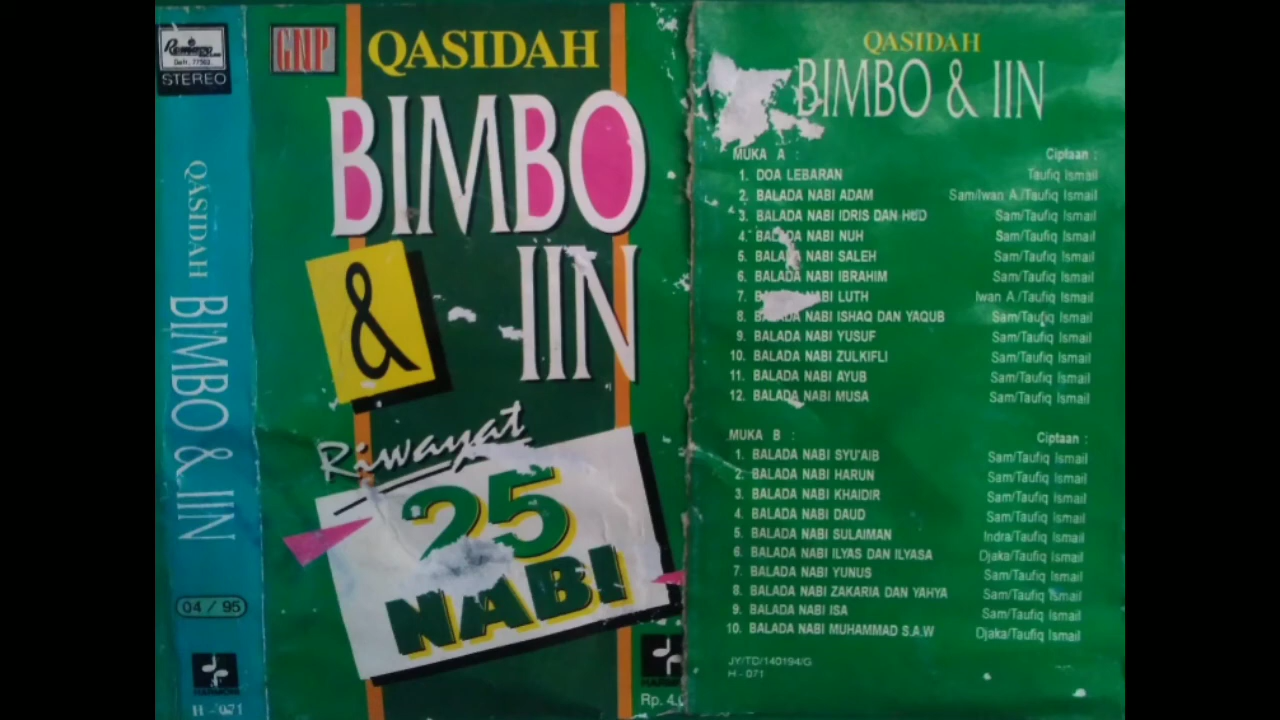 STEREO
QASIDAH BIMBO & IIN
04 / 95
HARMONI
H - 071
GNP
QASIDAH
BIMBO
&
IIN
Riwayat
25
NABI
Rp. 4.
QASIDAH
BIMBO & IIN
MUKA A : Ciptaan :
1. DOA LEBARAN Taufiq Ismail
2. BALADA NABI ADAM Sam/Iwan A./Taufiq Ismail
3. BALADA NABI IDRIS DAN HUD Sam/Taufiq Ismail
4. BALADA NABI NUH Sam/Taufiq Ismail
5. BALADA NABI SALEH Sam/Taufiq Ismail
6. BALADA NABI IBRAHIM Sam/Taufiq Ismail
7. BALADA NABI LUTH Iwan A./Taufiq Ismail
8. BALADA NABI ISHAQ DAN YAQUB Sam/Taufiq Ismail
9. BALADA NABI YUSUF Sam/Taufiq Ismail
10. BALADA NABI ZULKIFLI Sam/Taufiq Ismail
11. BALADA NABI AYUB Sam/Taufiq Ismail
12. BALADA NABI MUSA Sam/Taufiq Ismail
MUKA B : Ciptaan :
1. BALADA NABI SYU'AIB Sam/Taufiq Ismail
2. BALADA NABI HARUN Sam/Taufiq Ismail
3. BALADA NABI KHAIDIR Sam/Taufiq Ismail
4. BALADA NABI DAUD Sam/Taufiq Ismail
5. BALADA NABI SULAIMAN Indra/Taufiq Ismail
6. BALADA NABI ILYAS DAN ILYASA Djaka/Taufiq Ismail
7. BALADA NABI YUNUS Sam/Taufiq Ismail
8. BALADA NABI ZAKARIA DAN YAHYA Sam/Taufiq Ismail
9. BALADA NABI ISA Sam/Taufiq Ismail
10. BALADA NABI MUHAMMAD S.A.W Djaka/Taufiq Ismail
JY/TD/140194/G
H - 071